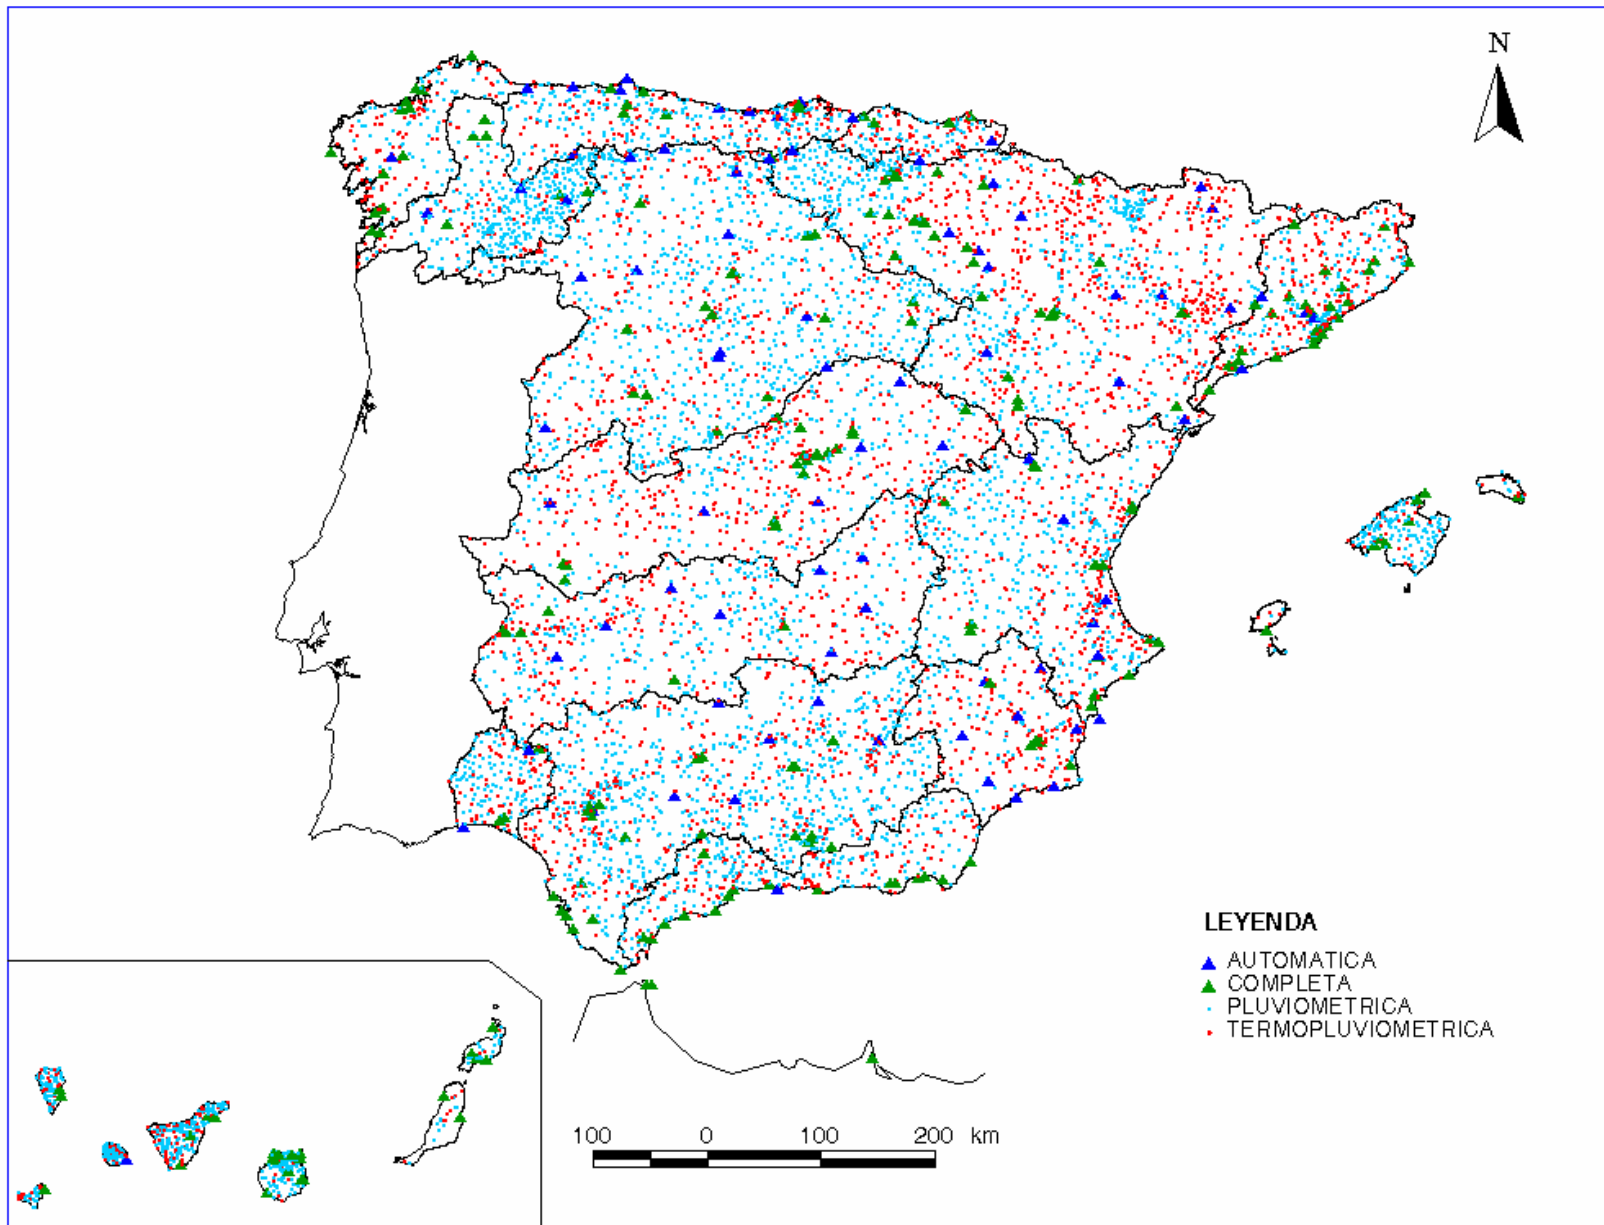 N
LEYENDA
AUTOMATICA
COMPLETA
PLUVIOMETRICA
TERMOPLUVIOMETRICA
100 0 100 200 km